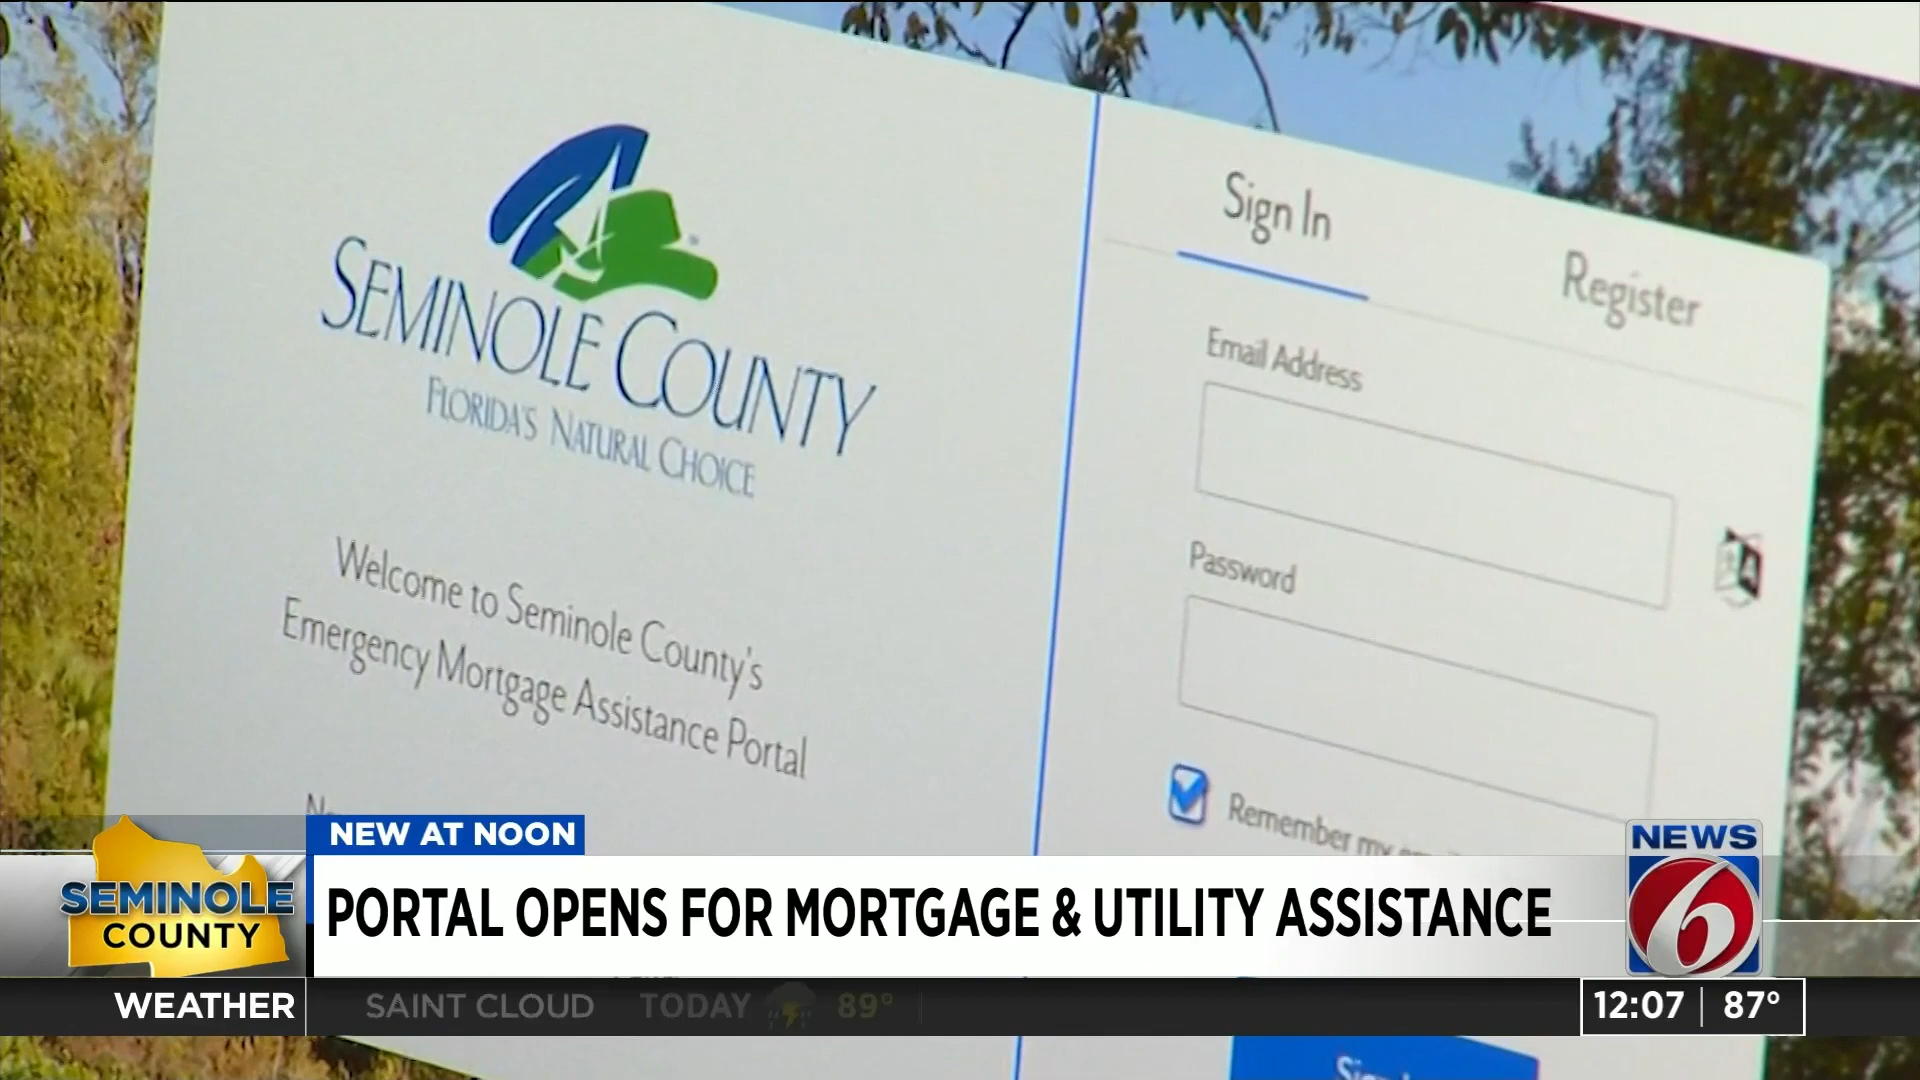 SEMINOLE COUNTY
FLORIDA'S NATURAL CHOICE
Welcome to Seminole County's
Emergency Mortgage Assistance Portal
Sign In
Register
Email Address
Password
Remember my
NEW AT NOON
SEMINOLE
COUNTY
PORTAL OPENS FOR MORTGAGE & UTILITY ASSISTANCE
NEWS
6
WEATHER
SAINT CLOUD TODAY 89°
12:07 87°